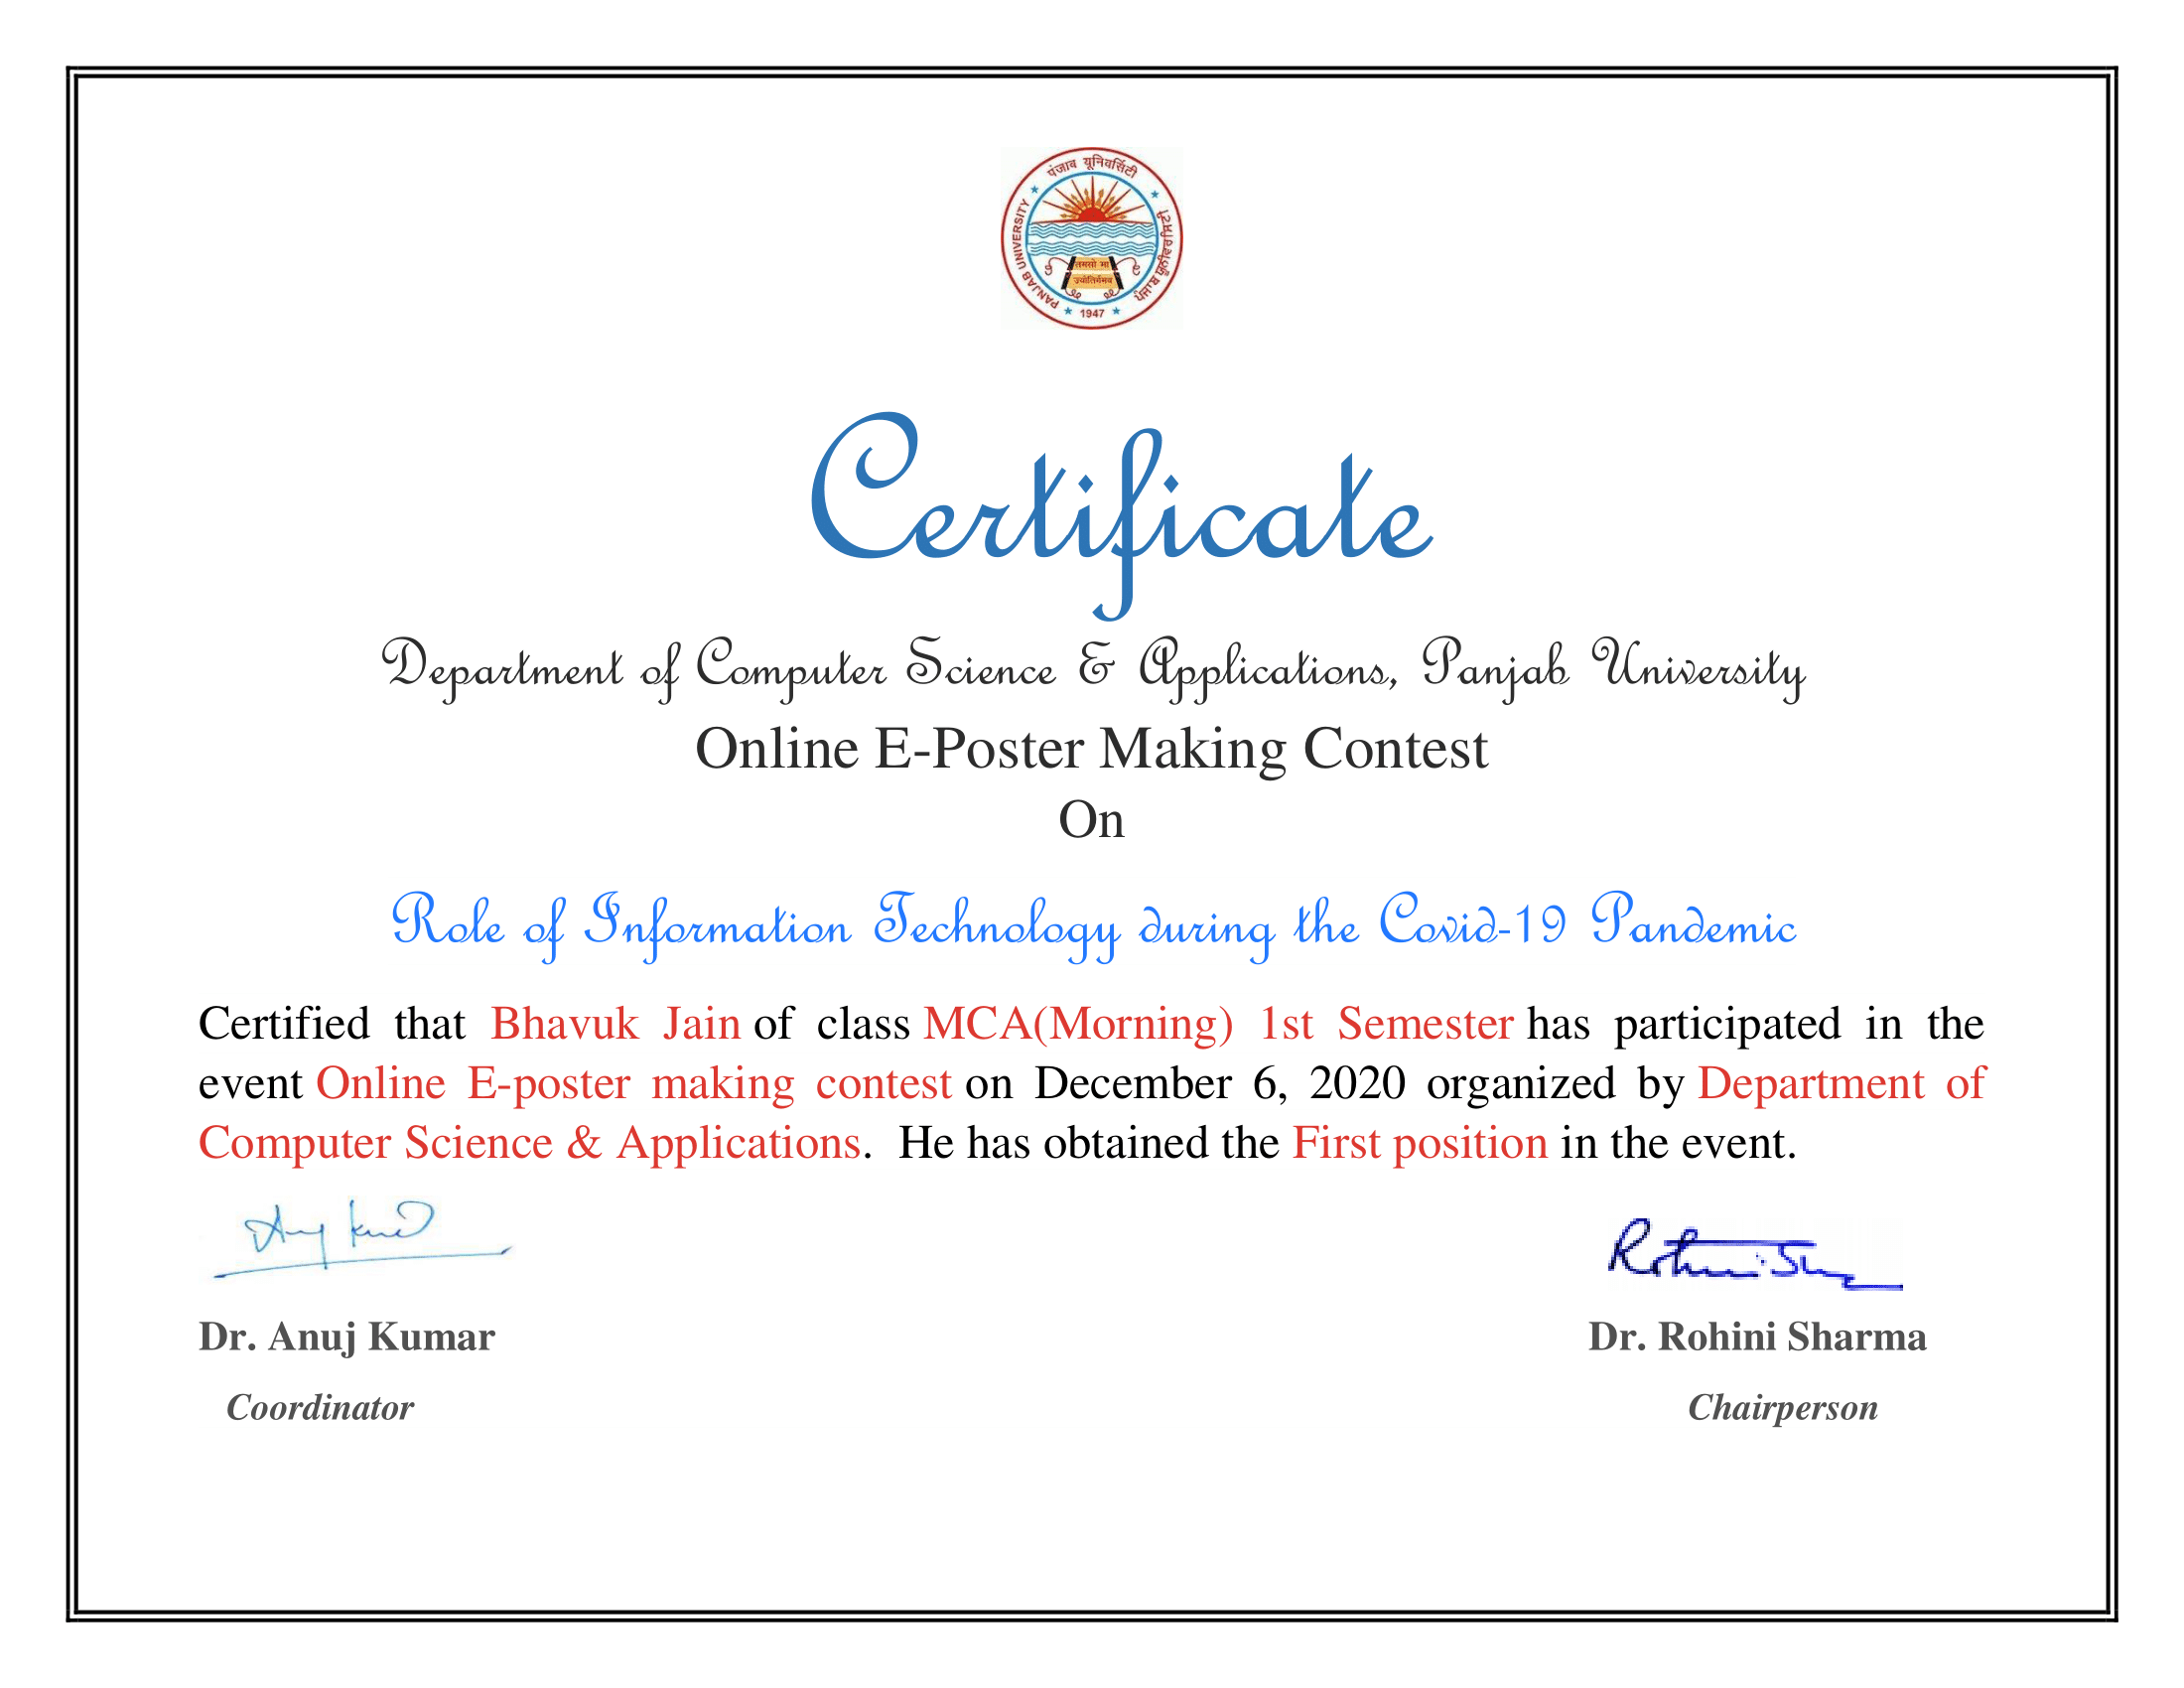 पंजाब यूनिवर्सिटी
PANJAB UNIVERSITY
ਪੰਜਾਬ ਯੂਨੀਵਰਸਿਟੀ
तमसो मा
ज्योतिर्गमय
1947
Certificate
Department of Computer Science & Applications, Panjab University
Online E-Poster Making Contest
On
Role of Information Technology during the Covid-19 Pandemic
Certified that Bhavuk Jain of class MCA(Morning) 1st Semester has participated in the
event Online E-poster making contest on December 6, 2020 organized by Department of
Computer Science & Applications. He has obtained the First position in the event.
Dr. Anuj Kumar
Dr. Rohini Sharma
Coordinator
Chairperson